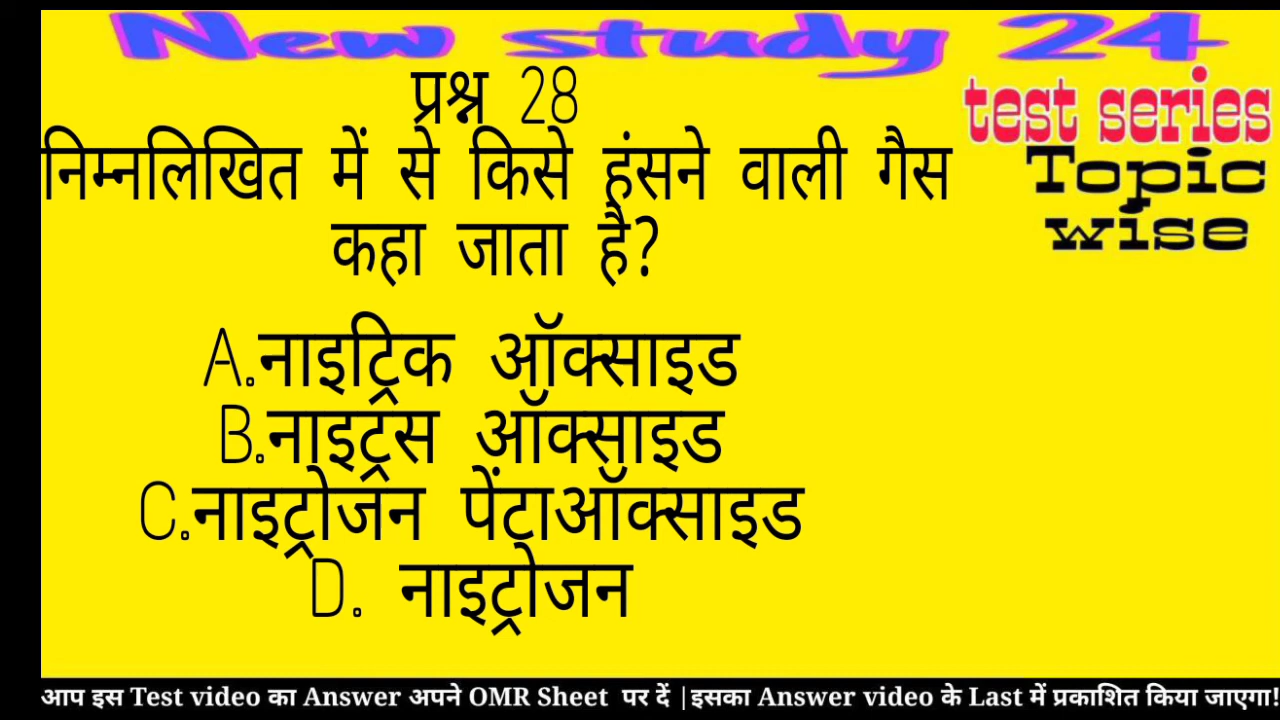 New study 24
test series
Topic
wise
प्रश्न 28
निम्नलिखित में से किसे हंसने वाली गैस
कहा जाता है?
A.नाइट्रिक ऑक्साइड
B.नाइट्रस ऑक्साइड
C.नाइट्रोजन पेंटाऑक्साइड
D. नाइट्रोजन
आप इस Test video का Answer अपने OMR Sheet पर दें |इसका Answer video के Last में प्रकाशित किया जाएगा!